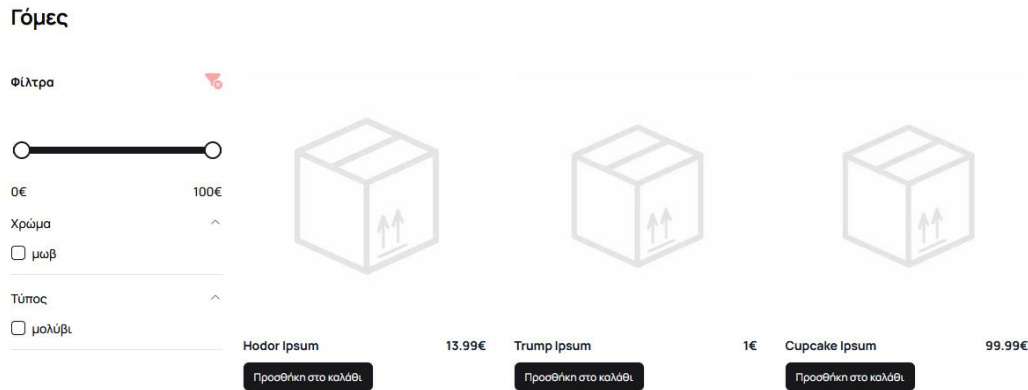 Γόμες
Φίλτρα
0€ 100€
Χρώμα
μωβ
Τύπος
μολύβι
Hodor Ipsum 13.99€
Προσθήκη στο καλάθι
Trump Ipsum 1€
Προσθήκη στο καλάθι
Cupcake Ipsum 99.99€
Προσθήκη στο καλάθι